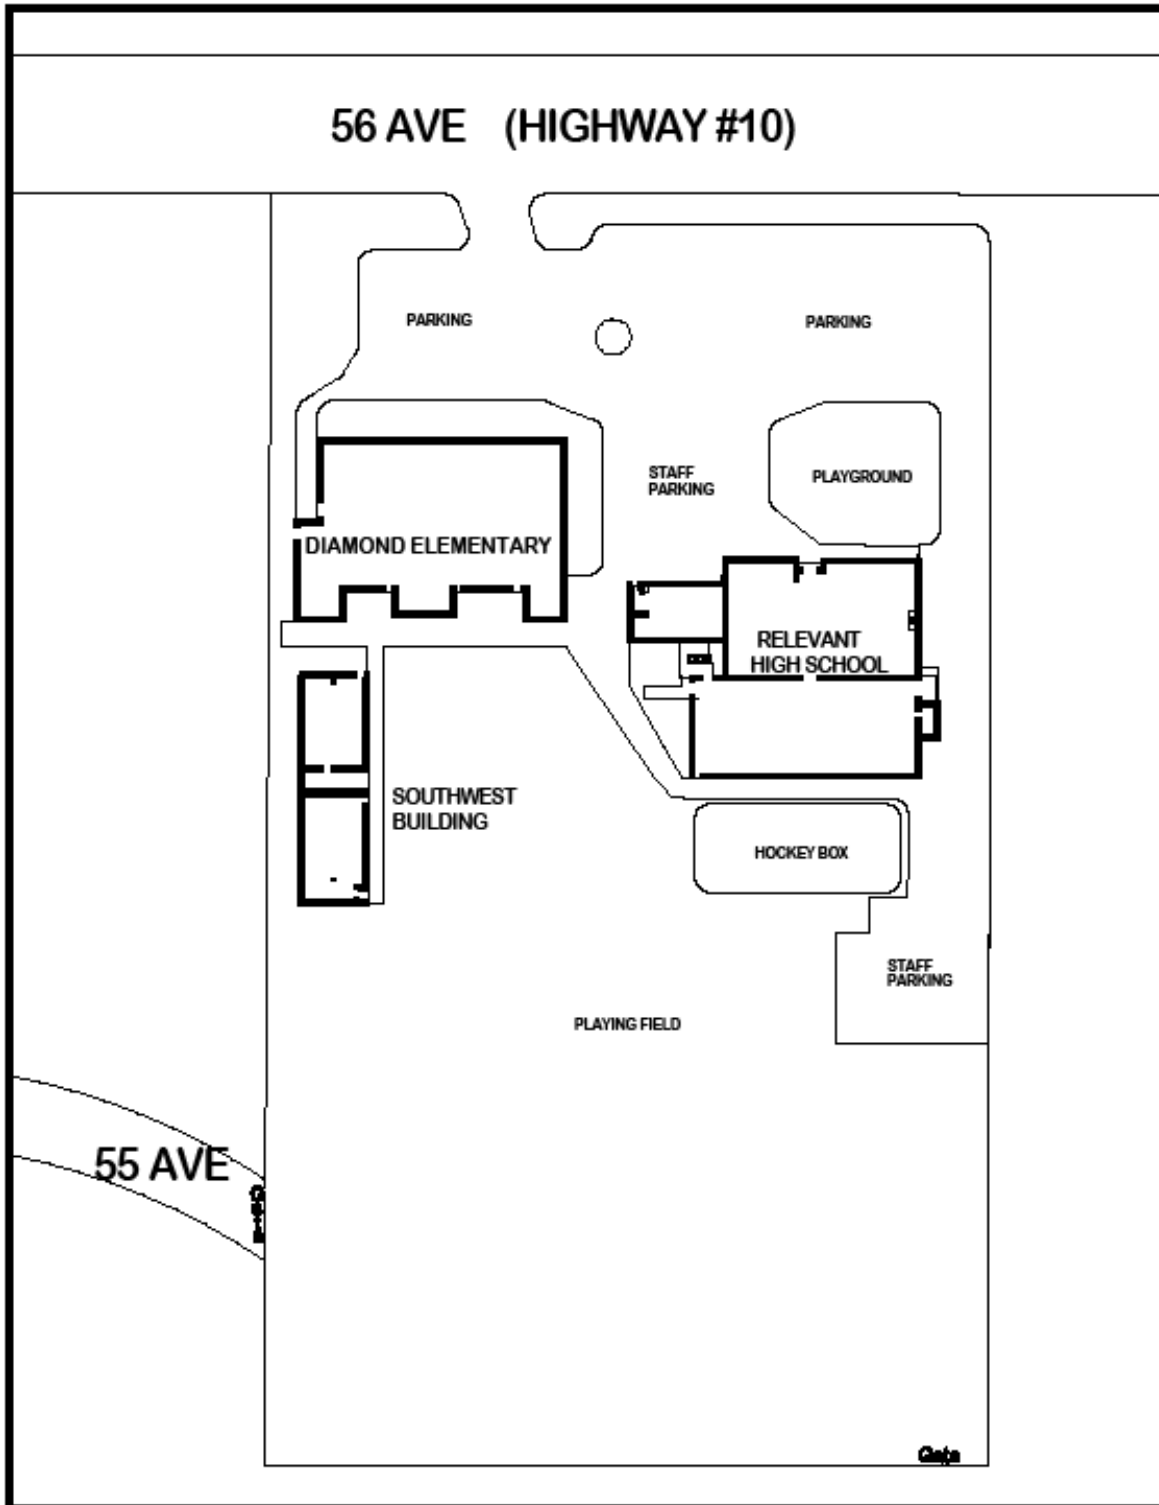 56 AVE (HIGHWAY #10)
PARKING
PARKING
STAFF
PARKING
PLAYGROUND
DIAMOND ELEMENTARY
RELEVANT
HIGH SCHOOL
SOUTHWEST
BUILDING
HOCKEY BOX
STAFF
PARKING
PLAYING FIELD
55 AVE
Gate
Gate